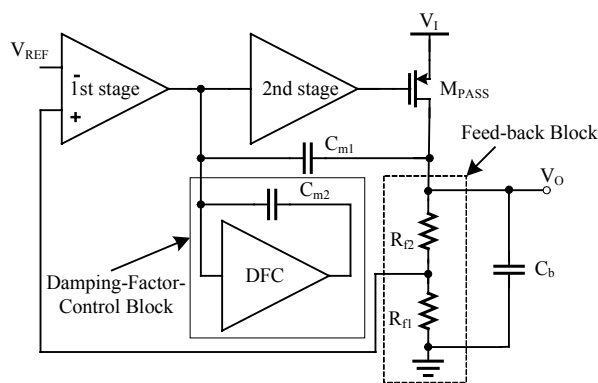 V_I
V_REF
-
1st stage
+
2nd stage
M_PASS
Feed-back Block
C_m1
V_O
C_m2
R_f2
DFC
Damping-Factor-
Control Block
C_b
R_f1